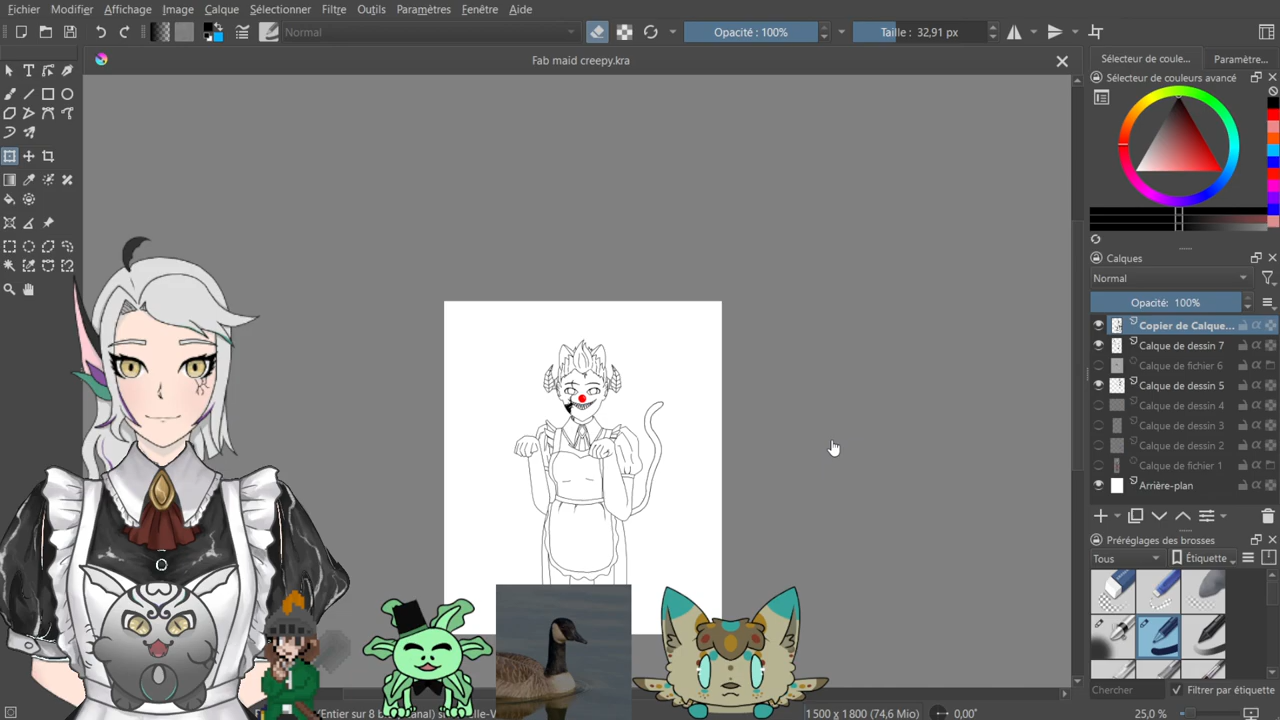 Fichier Modifier Affichage Image Calque Sélectionner Filtre Outils Paramètres Fenêtre Aide
Normal Opacité : 100% Taille : 32,91 px
Fab maid creepy.kra
Sélecteur de coule... Paramètre...
Sélecteur de couleurs avancé
Calques
Normal
Opacité: 100%
Copier de Calque...
Calque de dessin 7
Calque de fichier 6
Calque de dessin 5
Calque de dessin 4
Calque de dessin 3
Calque de dessin 2
Calque de fichier 1
Arrière-plan
Préréglages des brosses
Tous Étiquette
Chercher Filtrer par étiquette
1 500 x 1 800 (74,6 Mio) 0,00° 25,0 %